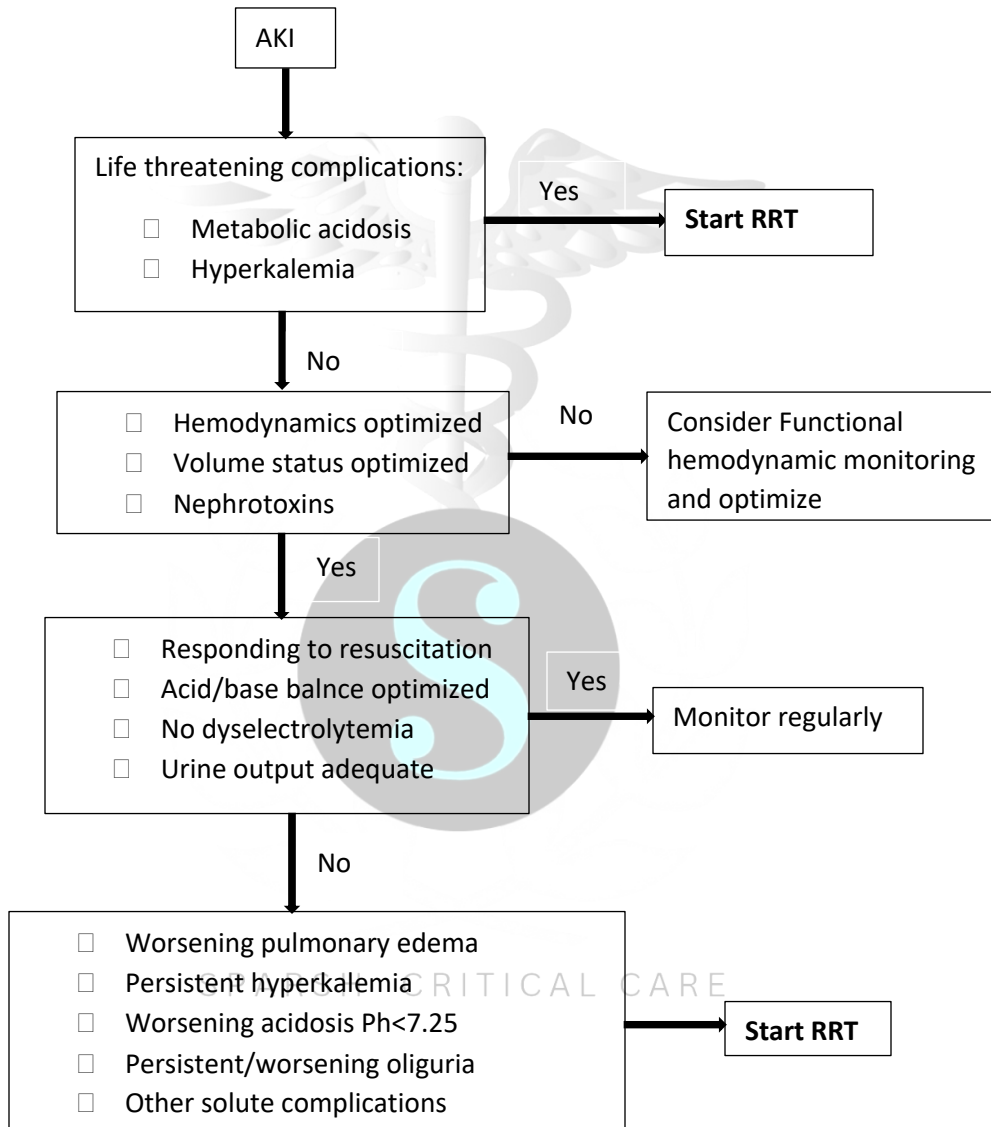 AKI
Life threatening complications:
Metabolic acidosis
Hyperkalemia
Yes
Start RRT
No
Hemodynamics optimized
Volume status optimized
Nephrotoxins
No
Consider Functional
hemodynamic monitoring
and optimize
Yes
Responding to resuscitation
Acid/base balnce optimized
No dyselectrolytemia
Urine output adequate
Yes
Monitor regularly
No
Worsening pulmonary edema
Persistent hyperkalemia
Worsening acidosis Ph<7.25
Persistent/worsening oliguria
Other solute complications
Start RRT
S
SPARSH CRITICAL CARE